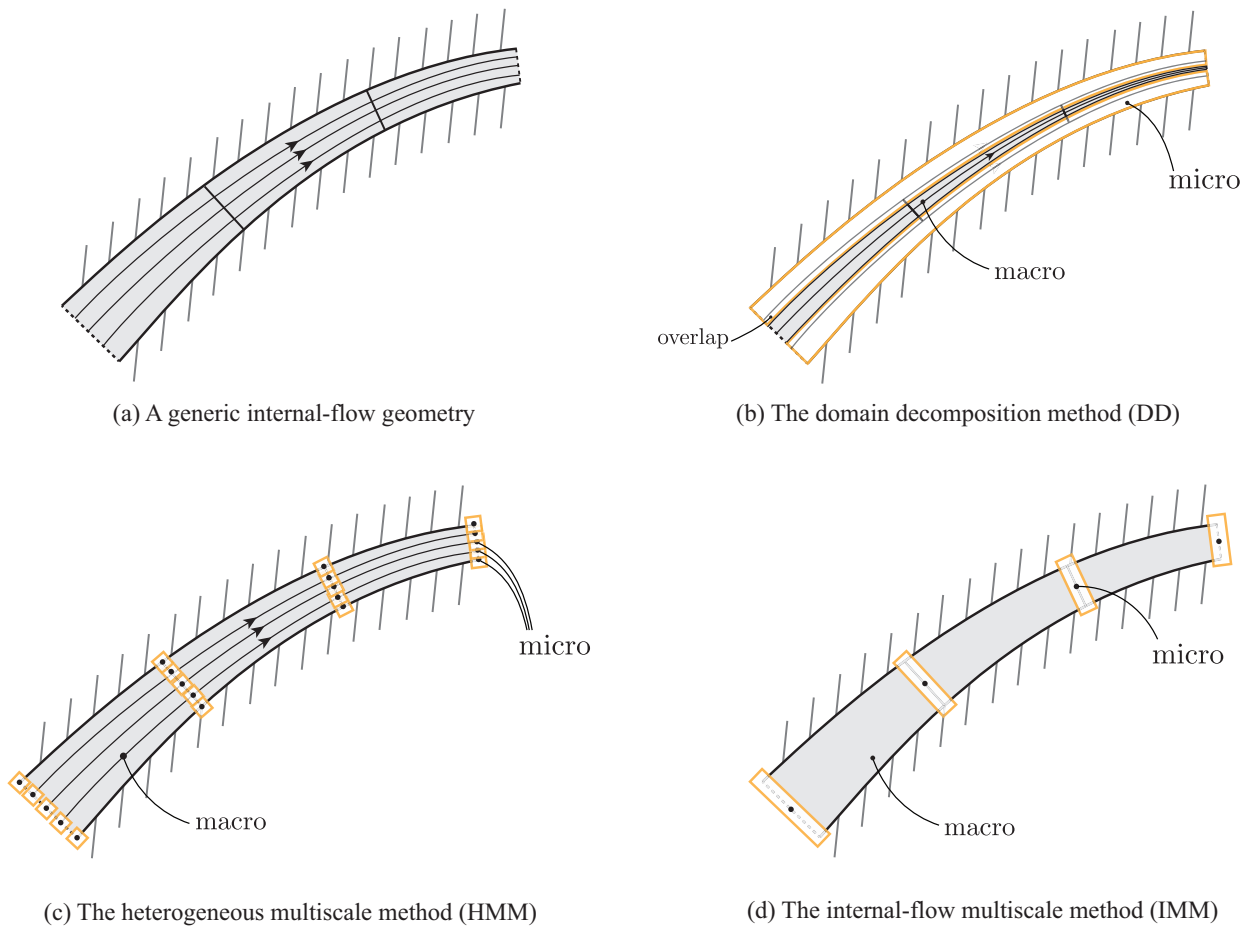 micro
macro
overlap
(a) A generic internal-flow geometry
(b) The domain decomposition method (DD)
micro
macro
micro
macro
(c) The heterogeneous multiscale method (HMM)
(d) The internal-flow multiscale method (IMM)